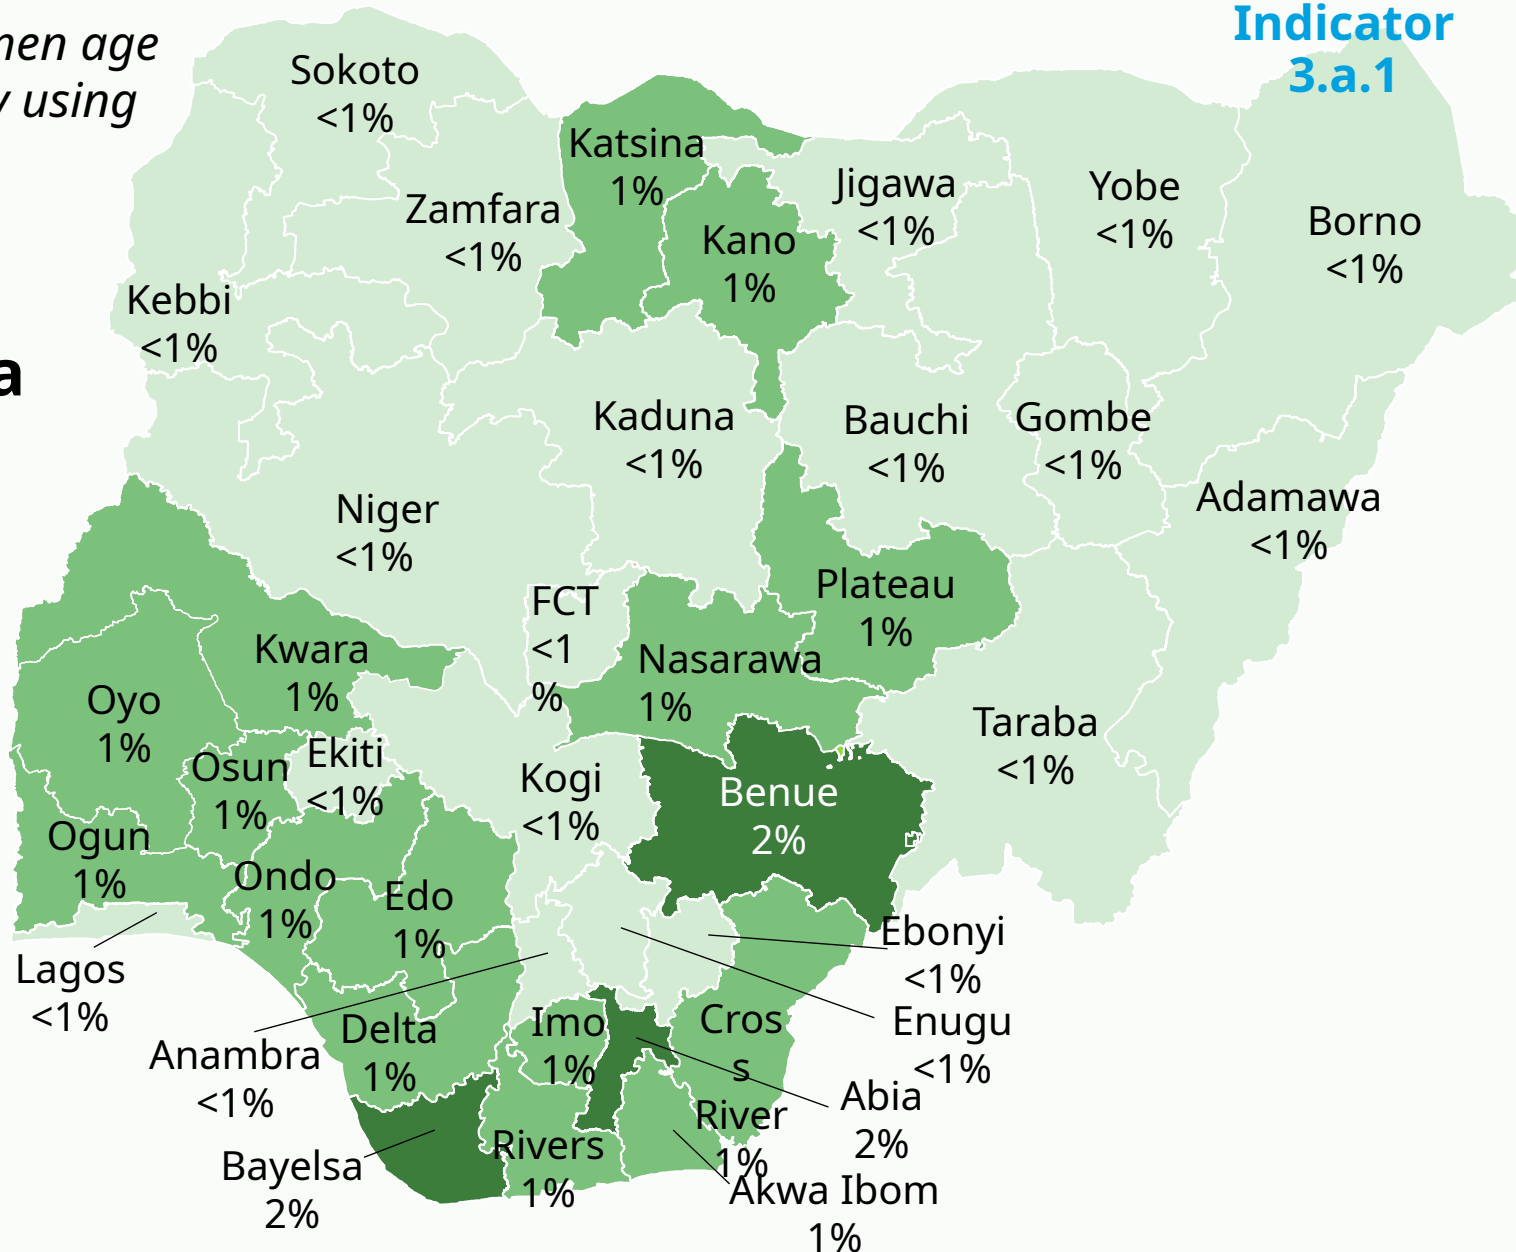 men age
y using
Indicator
3.a.1
a
Sokoto
<1%
Katsina
1%
Jigawa
<1%
Yobe
<1%
Borno
<1%
Zamfara
<1%
Kano
1%
Kebbi
<1%
Kaduna
<1%
Bauchi
<1%
Gombe
<1%
Adamawa
<1%
Niger
<1%
FCT
<1
%
Plateau
1%
Nasarawa
1%
Kwara
1%
Oyo
1%
Taraba
<1%
Osun
1%
Ekiti
<1%
Kogi
<1%
Benue
2%
Ogun
1%
Ondo
1%
Edo
1%
Ebonyi
<1%
Lagos
<1%
Enugu
<1%
Anambra
<1%
Delta
1%
Imo
1%
Cros
s
River
1%
Abia
2%
Bayelsa
2%
Rivers
1%
Akwa Ibom
1%